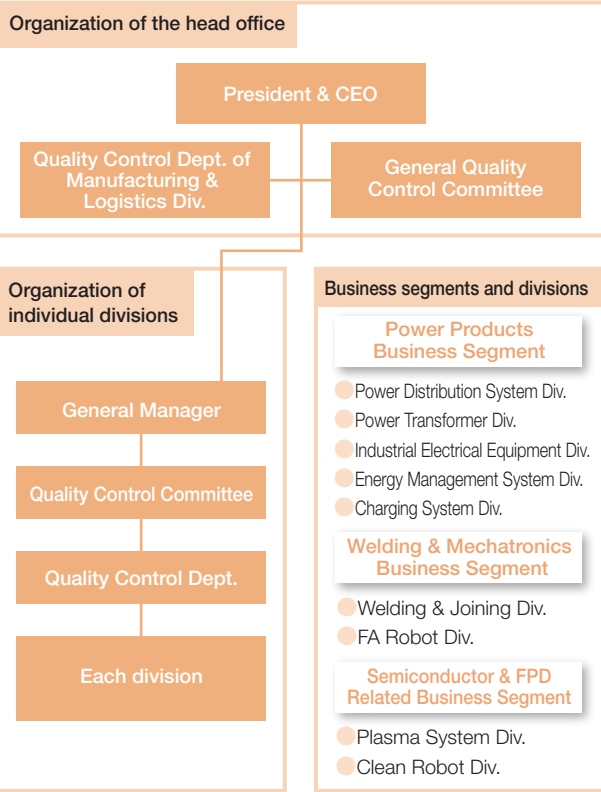 Organization of the head office
President & CEO
Quality Control Dept. of
Manufacturing &
Logistics Div.
General Quality
Control Committee
Organization of
individual divisions
General Manager
Quality Control Committee
Quality Control Dept.
Each division
Business segments and divisions
Power Products
Business Segment
Power Distribution System Div.
Power Transformer Div.
Industrial Electrical Equipment Div.
Energy Management System Div.
Charging System Div.
Welding & Mechatronics
Business Segment
Welding & Joining Div.
FA Robot Div.
Semiconductor & FPD
Related Business Segment
Plasma System Div.
Clean Robot Div.